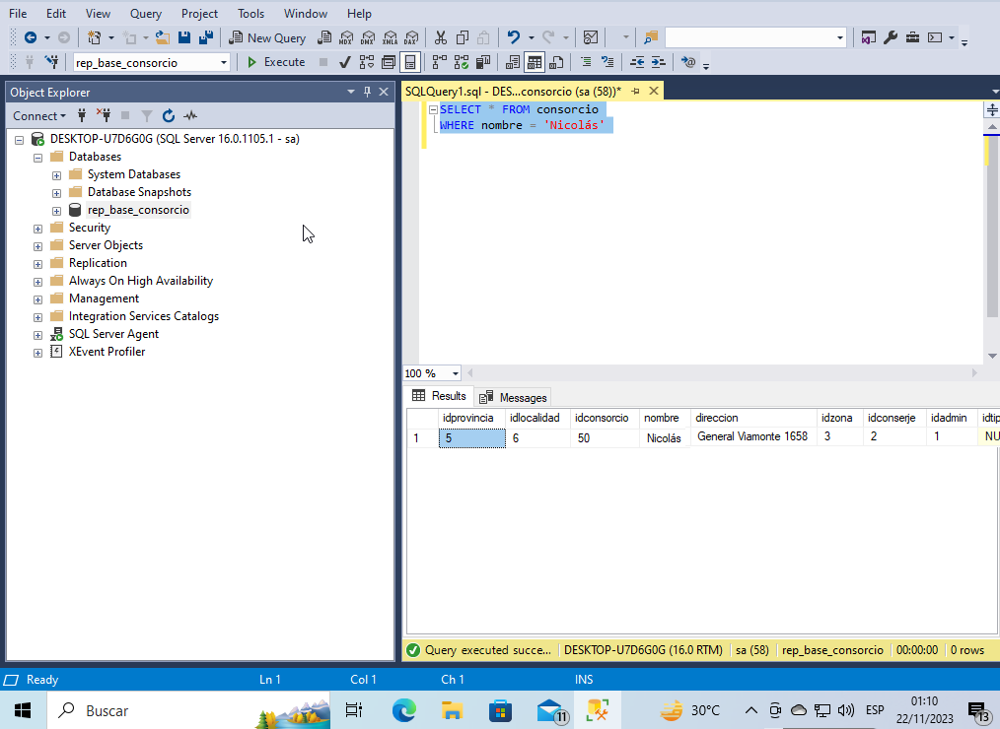 File Edit View Query Project Tools Window Help
New Query MDX DMX XMLA DAX
rep_base_consorcio Execute
Object Explorer
Connect
DESKTOP-U7D6G0G (SQL Server 16.0.1105.1 - sa)
Databases
System Databases
Database Snapshots
rep_base_consorcio
Security
Server Objects
Replication
Always On High Availability
Management
Integration Services Catalogs
SQL Server Agent
XEvent Profiler
SQLQuery1.sql - DES...consorcio (sa (58))*
SELECT * FROM consorcio
WHERE nombre = 'Nicolás'
100 %
Results Messages
idprovincia idlocalidad idconsorcio nombre direccion idzona idconserje idadmin idtip
1 5 6 50 Nicolás General Viamonte 1658 3 2 1 NU
Query executed succe... DESKTOP-U7D6G0G (16.0 RTM) sa (58) rep_base_consorcio 00:00:00 0 rows
Ready Ln 1 Col 1 Ch 1 INS
Buscar 11 30°C ESP 01:10
22/11/2023 13